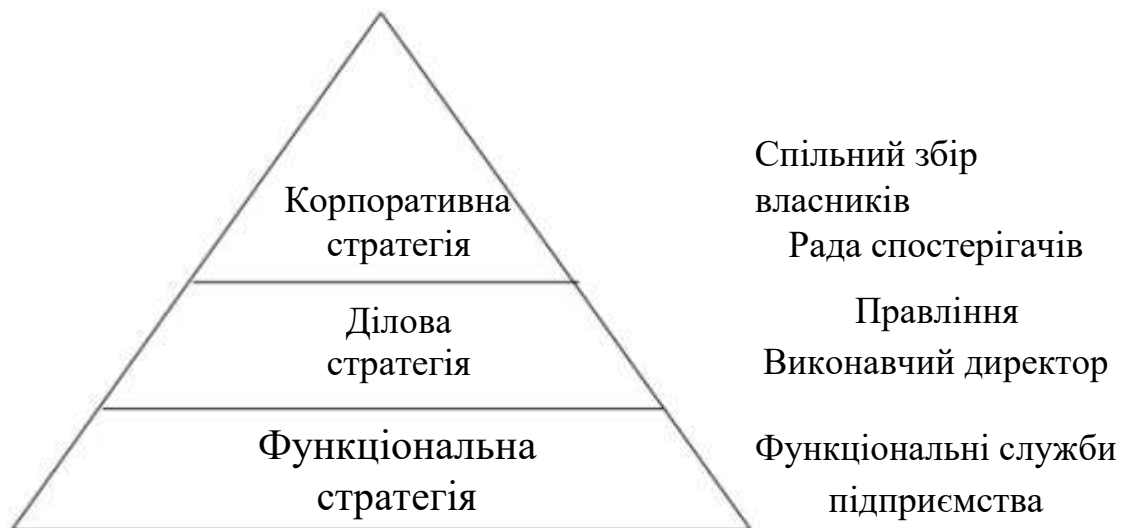 Спільний збір
власників
Корпоративна
стратегія
Рада спостерігачів
Ділова
стратегія
Правління
Виконавчий директор
Функціональна
стратегія
Функціональні служби
підприємства